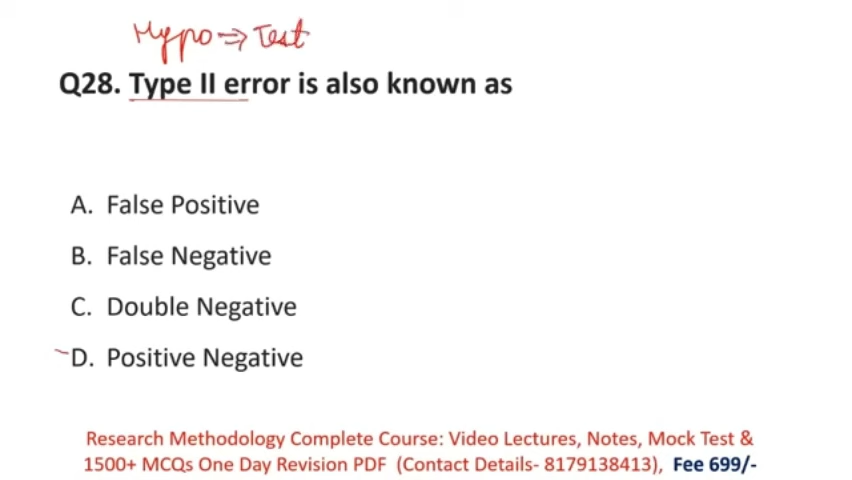 Hypo ⇒ Test
Q28. Type II error is also known as
A. False Positive
B. False Negative
C. Double Negative
D. Positive Negative
Research Methodology Complete Course: Video Lectures, Notes, Mock Test &
1500+ MCQs One Day Revision PDF (Contact Details- 8179138413), Fee 699/-